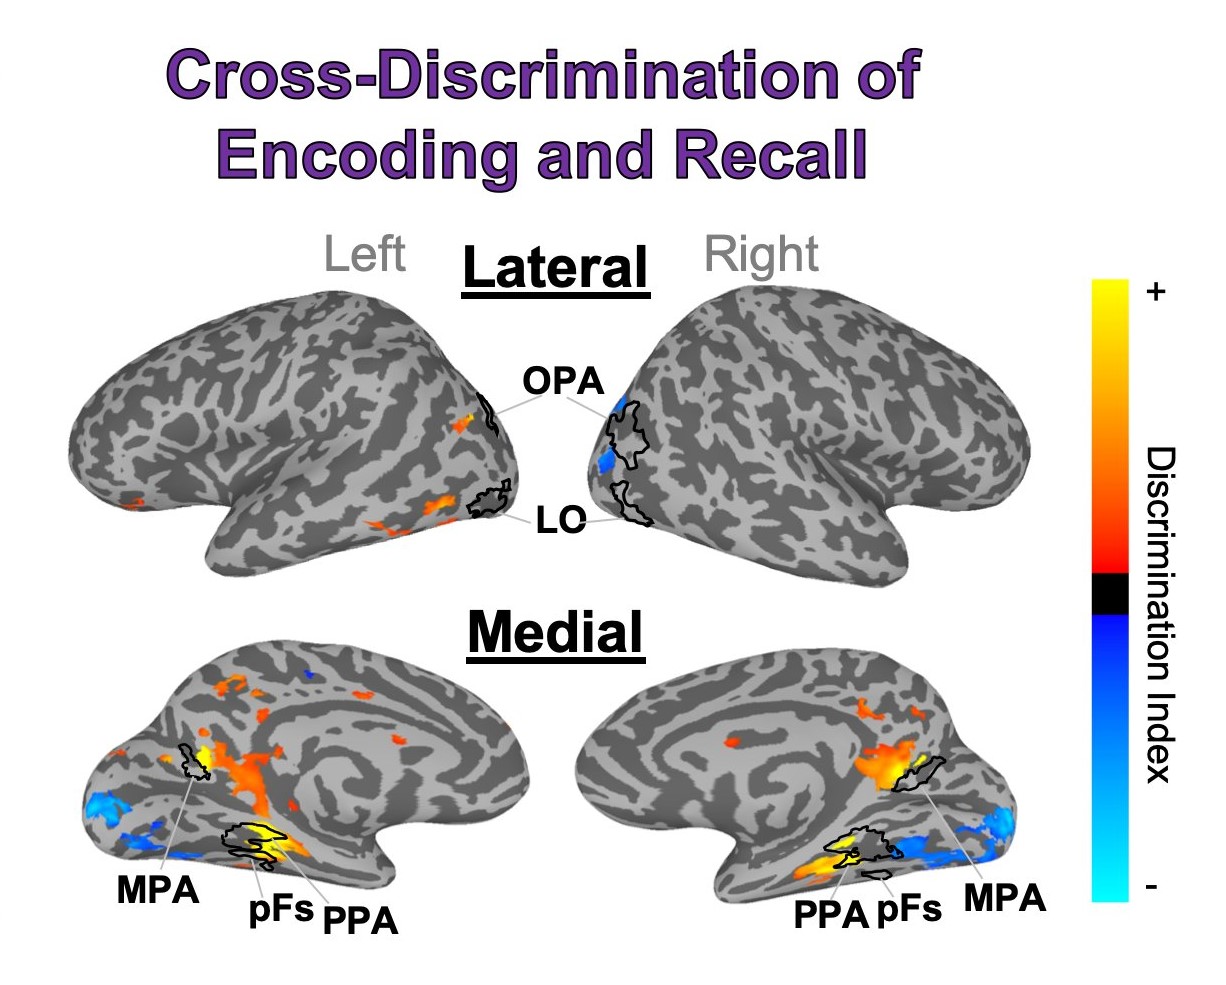 Cross-Discrimination of
Encoding and Recall
Left
Lateral
Right
OPA
LO
Medial
MPA
pFs
PPA
PPA
pFs
MPA
+
Discrimination Index
-